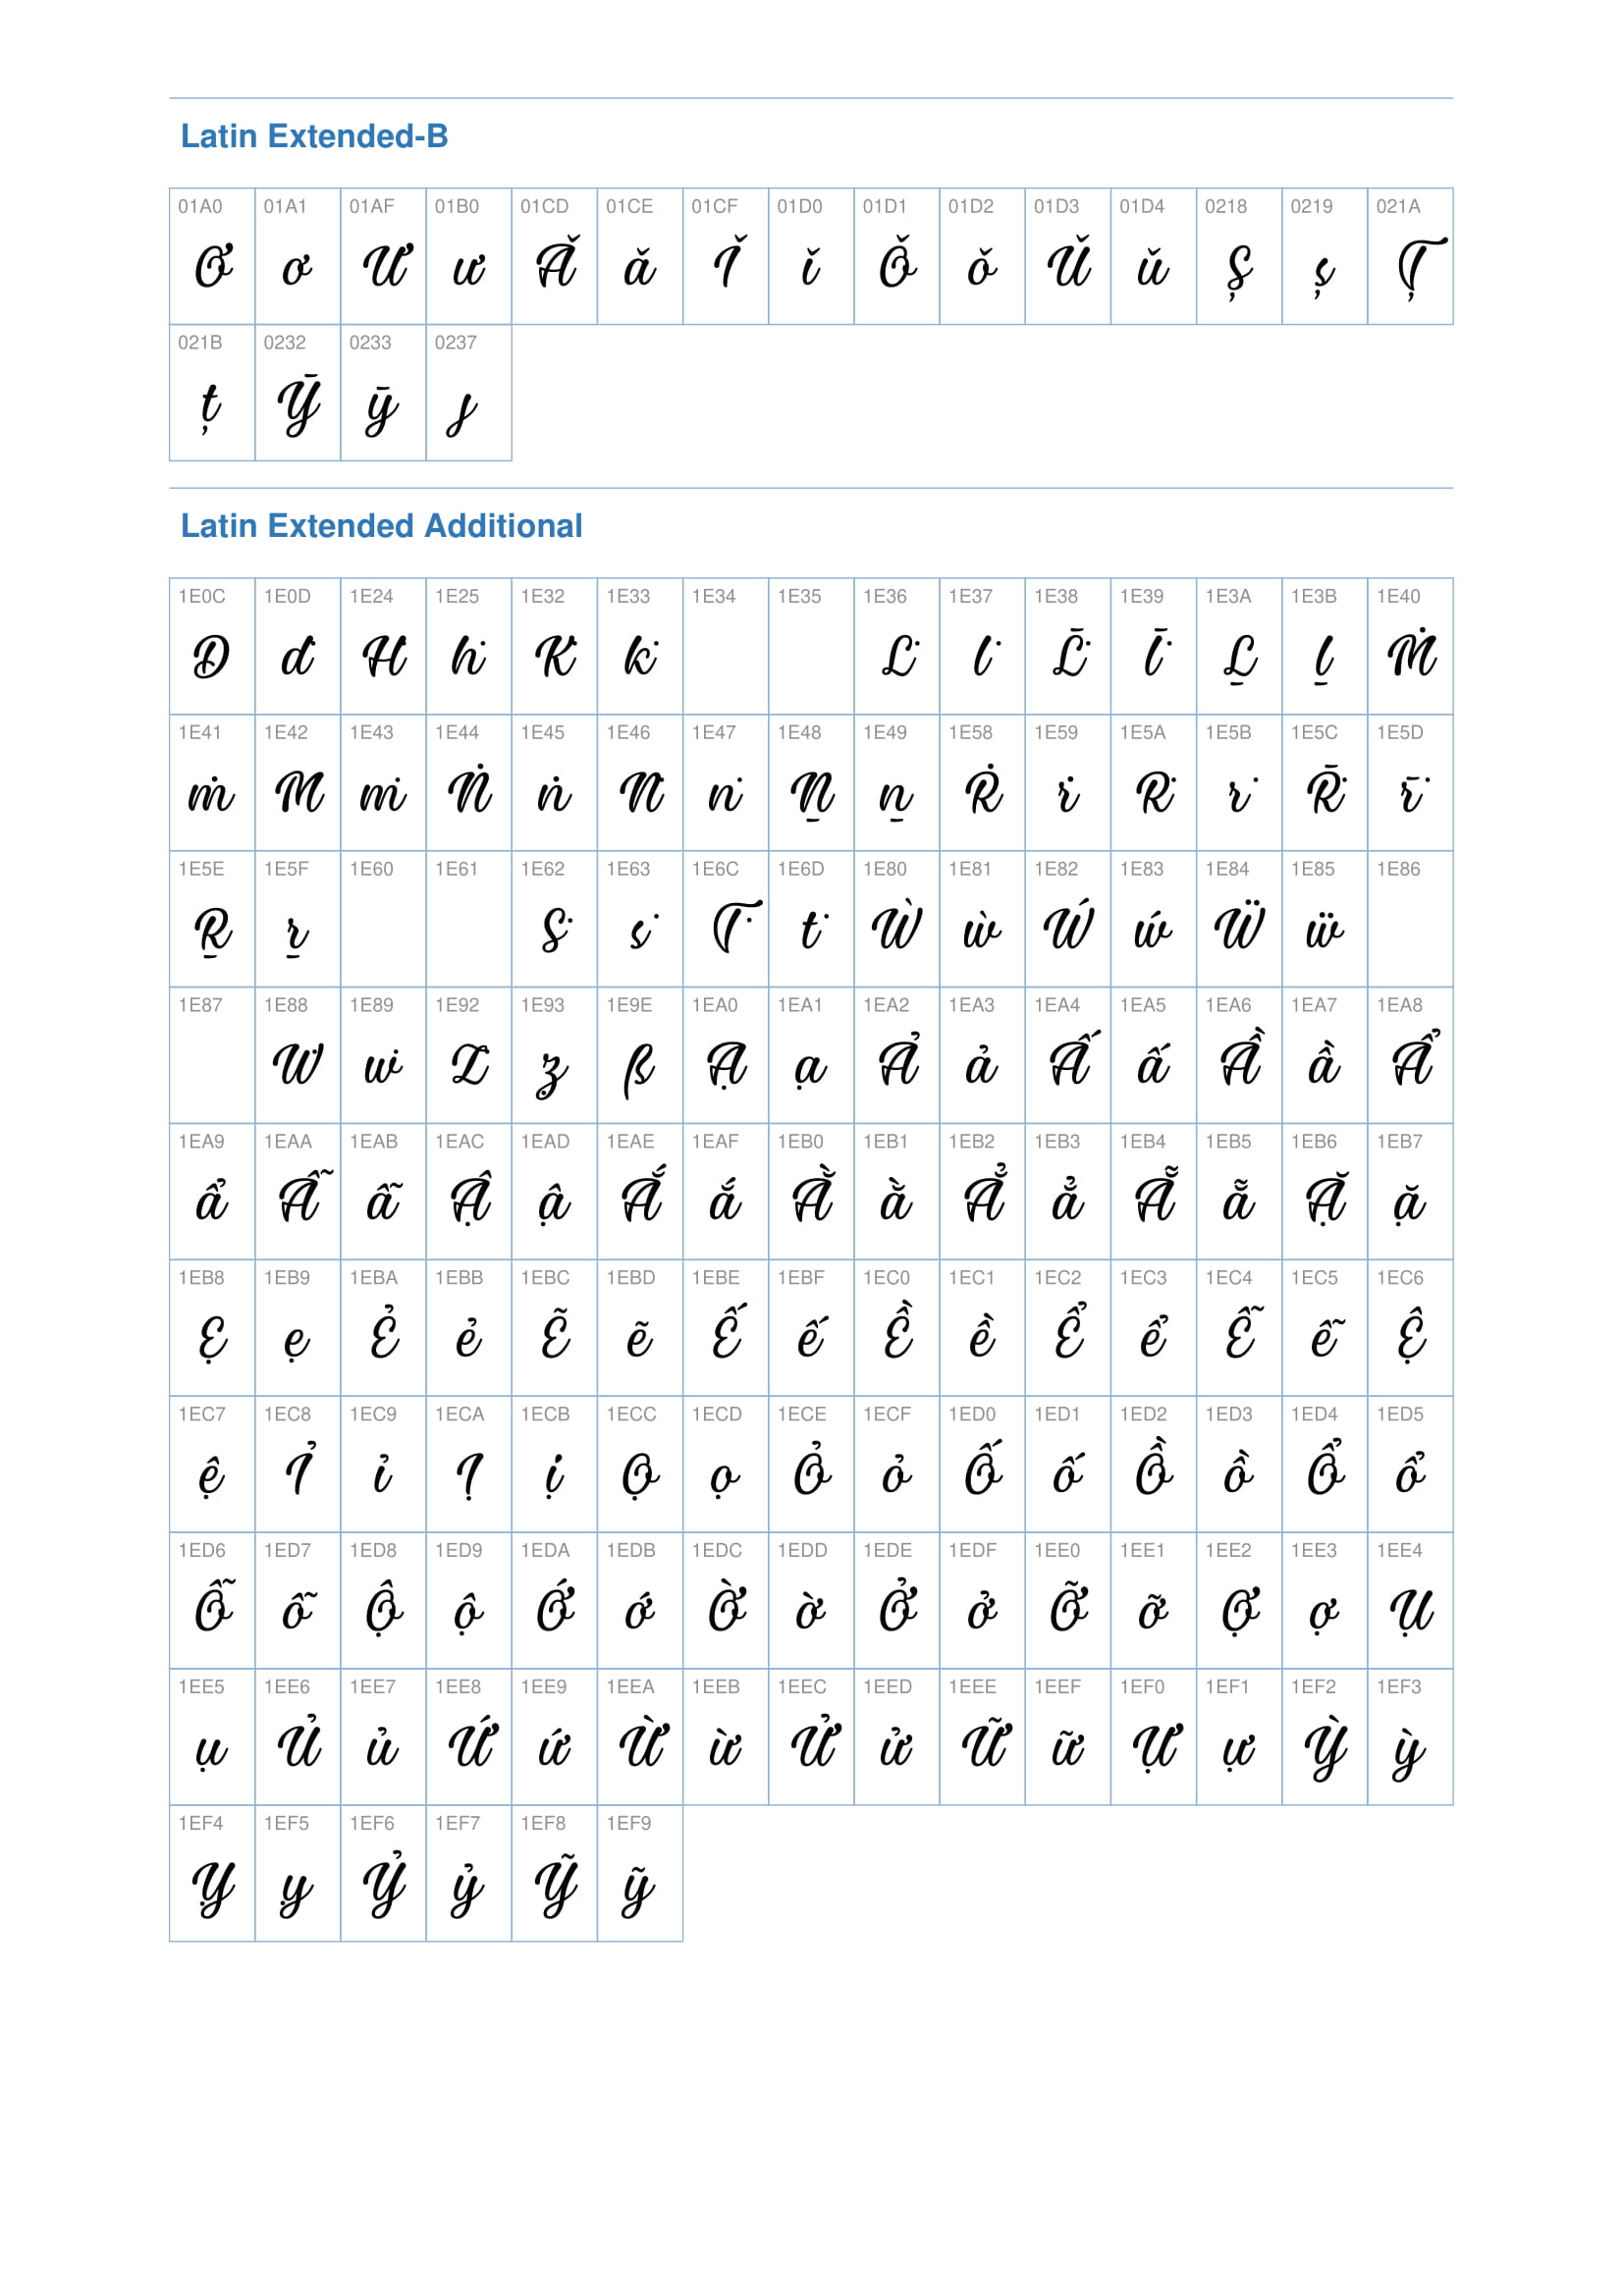 Latin Extended-B
01A0 01A1 01AF 01B0 01CD 01CE 01CF 01D0 01D1 01D2 01D3 01D4 0218 0219 021A
Ơ ơ Ư ư Ǎ ǎ Ǐ ǐ Ǒ ǒ Ǔ ǔ Ș ș Ț
021B 0232 0233 0237
ț Ȳ ȳ ȷ
Latin Extended Additional
1E0C 1E0D 1E24 1E25 1E32 1E33 1E34 1E35 1E36 1E37 1E38 1E39 1E3A 1E3B 1E40
Ḍ ḍ Ḥ ḥ Ḳ ḳ Ḷ ḷ Ḹ ḹ Ḻ ḻ Ṁ
1E41 1E42 1E43 1E44 1E45 1E46 1E47 1E48 1E49 1E58 1E59 1E5A 1E5B 1E5C 1E5D
ṁ Ṃ ṃ Ṅ ṅ Ṇ ṇ Ṉ ṉ Ṙ ṙ Ṛ ṛ Ṝ ṝ
1E5E 1E5F 1E60 1E61 1E62 1E63 1E6C 1E6D 1E80 1E81 1E82 1E83 1E84 1E85 1E86
Ṟ ṟ Ṣ ṣ Ṭ ṭ Ẁ ẁ Ẃ ẃ Ẅ ẅ
1E87 1E88 1E89 1E92 1E93 1E9E 1EA0 1EA1 1EA2 1EA3 1EA4 1EA5 1EA6 1EA7 1EA8
Ẉ ẉ Ẓ ẓ ẞ Ạ ạ Ả ả Ấ ấ Ầ ầ Ẩ
1EA9 1EAA 1EAB 1EAC 1EAD 1EAE 1EAF 1EB0 1EB1 1EB2 1EB3 1EB4 1EB5 1EB6 1EB7
ẩ Ẫ ẫ Ậ ậ Ắ ắ Ằ ằ Ẳ ẳ Ẵ ẵ Ặ ặ
1EB8 1EB9 1EBA 1EBB 1EBC 1EBD 1EBE 1EBF 1EC0 1EC1 1EC2 1EC3 1EC4 1EC5 1EC6
Ẹ ẹ Ẻ ẻ Ẽ ẽ Ế ế Ề ề Ể ể Ễ ễ Ệ
1EC7 1EC8 1EC9 1ECA 1ECB 1ECC 1ECD 1ECE 1ECF 1ED0 1ED1 1ED2 1ED3 1ED4 1ED5
ệ Ỉ ỉ Ị ị Ọ ọ Ỏ ỏ Ố ố Ồ ồ Ổ ổ
1ED6 1ED7 1ED8 1ED9 1EDA 1EDB 1EDC 1EDD 1EDE 1EDF 1EE0 1EE1 1EE2 1EE3 1EE4
Ỗ ỗ Ộ ộ Ớ ớ Ờ ờ Ở ở Ỡ ỡ Ợ ợ Ụ
1EE5 1EE6 1EE7 1EE8 1EE9 1EEA 1EEB 1EEC 1EED 1EEE 1EEF 1EF0 1EF1 1EF2 1EF3
ụ Ủ ủ Ứ ứ Ừ ừ Ử ử Ữ ữ Ự ự Ỳ ỳ
1EF4 1EF5 1EF6 1EF7 1EF8 1EF9
Ỵ ỵ Ỷ ỷ Ỹ ỹ